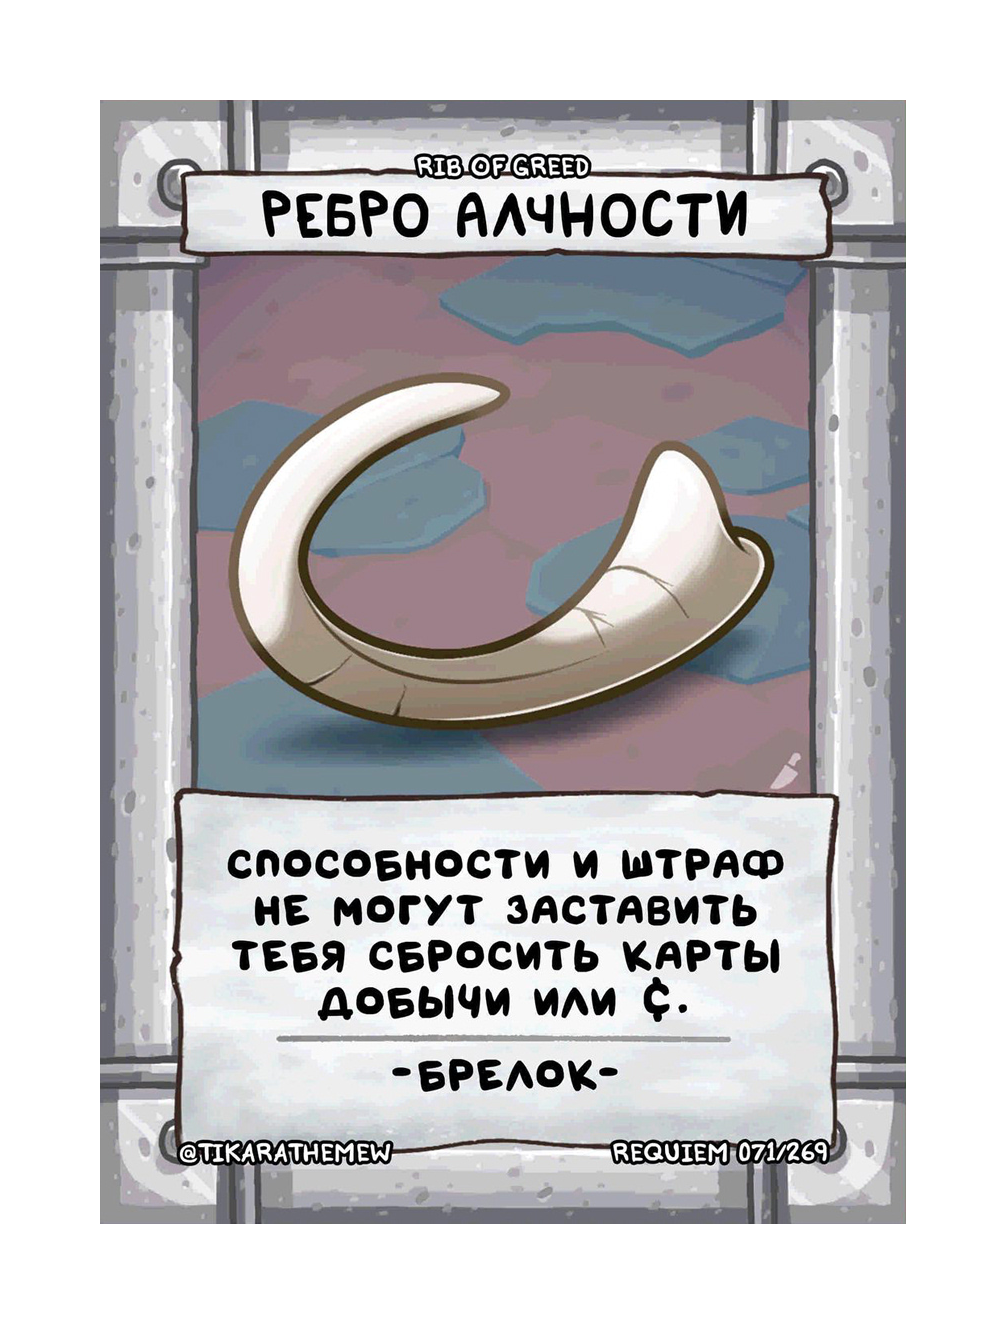 RIB OF GREED
РЕБРО АЛЧНОСТИ
СПОСОБНОСТИ И ШТРАФ
НЕ МОГУТ ЗАСТАВИТЬ
ТЕБЯ СБРОСИТЬ КАРТЫ
ДОБЫЧИ ИЛИ ¢.
-БРЕЛОК-
@TIKARATHEMEW
REQUIEM 071/269